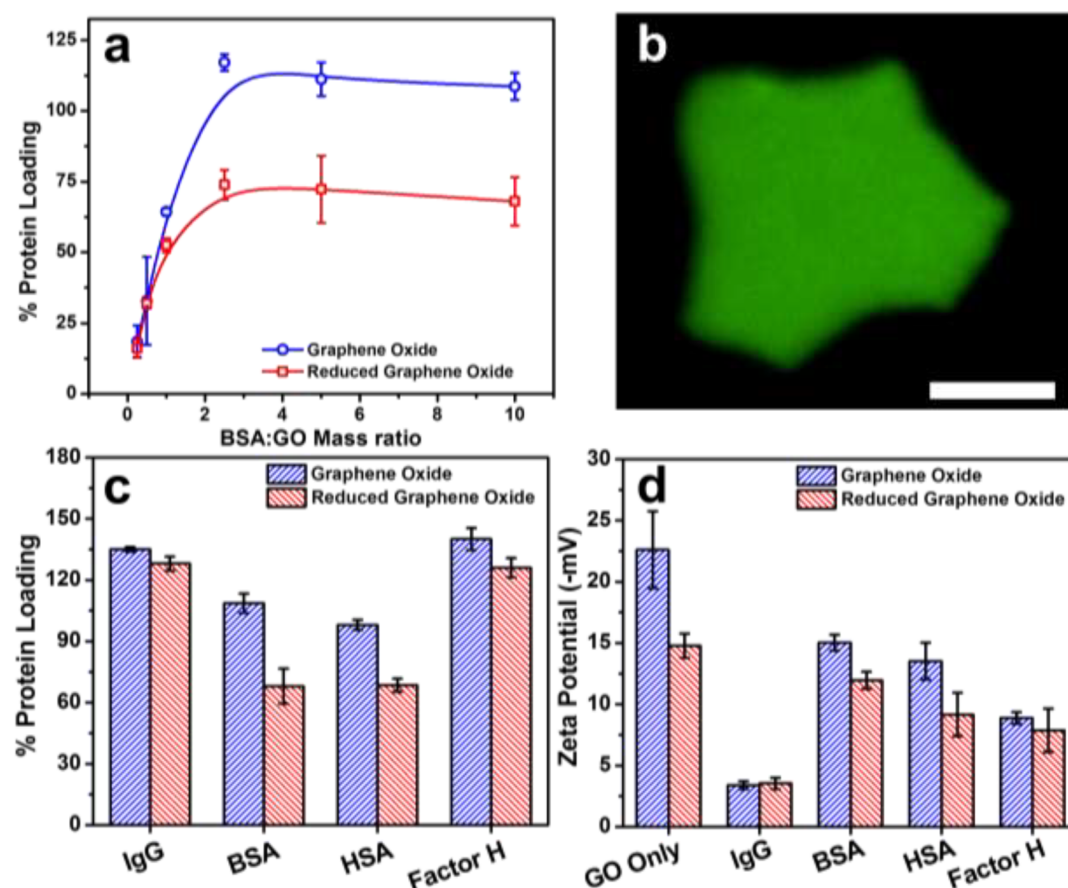 a
125
100
75
50
25
0
% Protein Loading
Graphene Oxide
Reduced Graphene Oxide
0 2 4 6 8 10
BSA:GO Mass ratio
b
c
180
150
120
90
60
30
0
% Protein Loading
Graphene Oxide
Reduced Graphene Oxide
IgG BSA HSA Factor H
d
30
25
20
15
10
5
0
Zeta Potential (-mV)
Graphene Oxide
Reduced Graphene Oxide
GO Only IgG BSA HSA Factor H